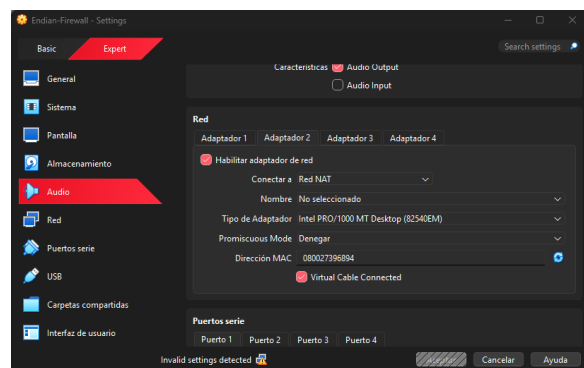 Endian-Firewall - Settings
Basic
Expert
Search settings
General
Sistema
Pantalla
Almacenamiento
Audio
Red
Puertos serie
USB
Carpetas compartidas
Interfaz de usuario
Características Audio Output
Audio Input
Red
Adaptador 1 Adaptador 2 Adaptador 3 Adaptador 4
Habilitar adaptador de red
Conectar a Red NAT
Nombre No seleccionado
Tipo de Adaptador Intel PRO/1000 MT Desktop (82540EM)
Promiscuous Mode Denegar
Dirección MAC 080027396894
Virtual Cable Connected
Puertos serie
Puerto 1 Puerto 2 Puerto 3 Puerto 4
Invalid settings detected
Aceptar Cancelar Ayuda